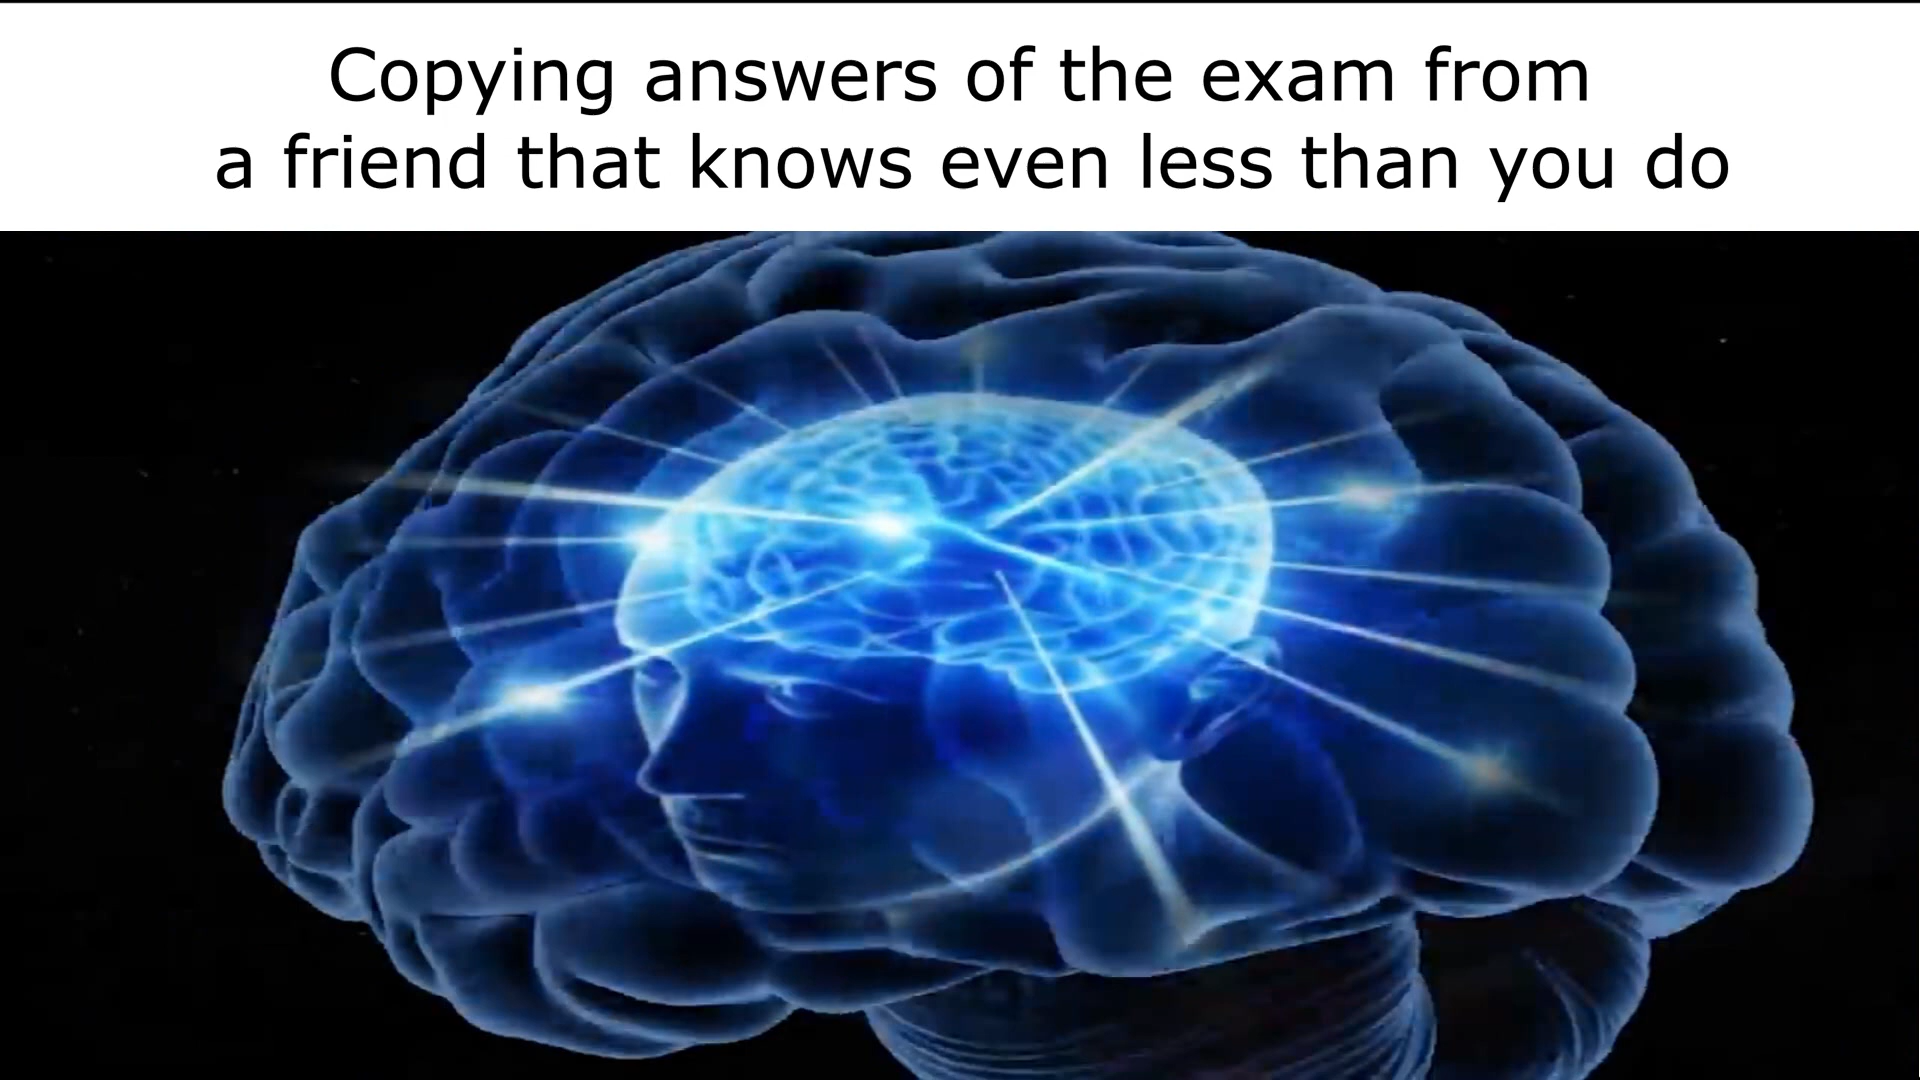 Copying answers of the exam from
a friend that knows even less than you do